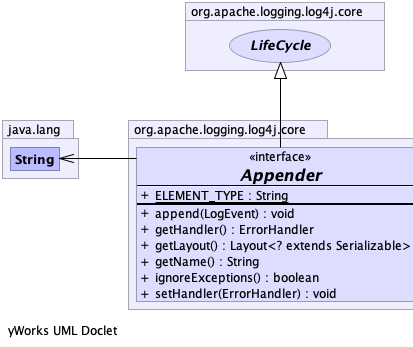 org.apache.logging.log4j.core
LifeCycle
java.lang
String
org.apache.logging.log4j.core
«interface»
Appender
+ ELEMENT_TYPE : String
+ append(LogEvent) : void
+ getHandler() : ErrorHandler
+ getLayout() : Layout<? extends Serializable>
+ getName() : String
+ ignoreExceptions() : boolean
+ setHandler(ErrorHandler) : void
yWorks UML Doclet